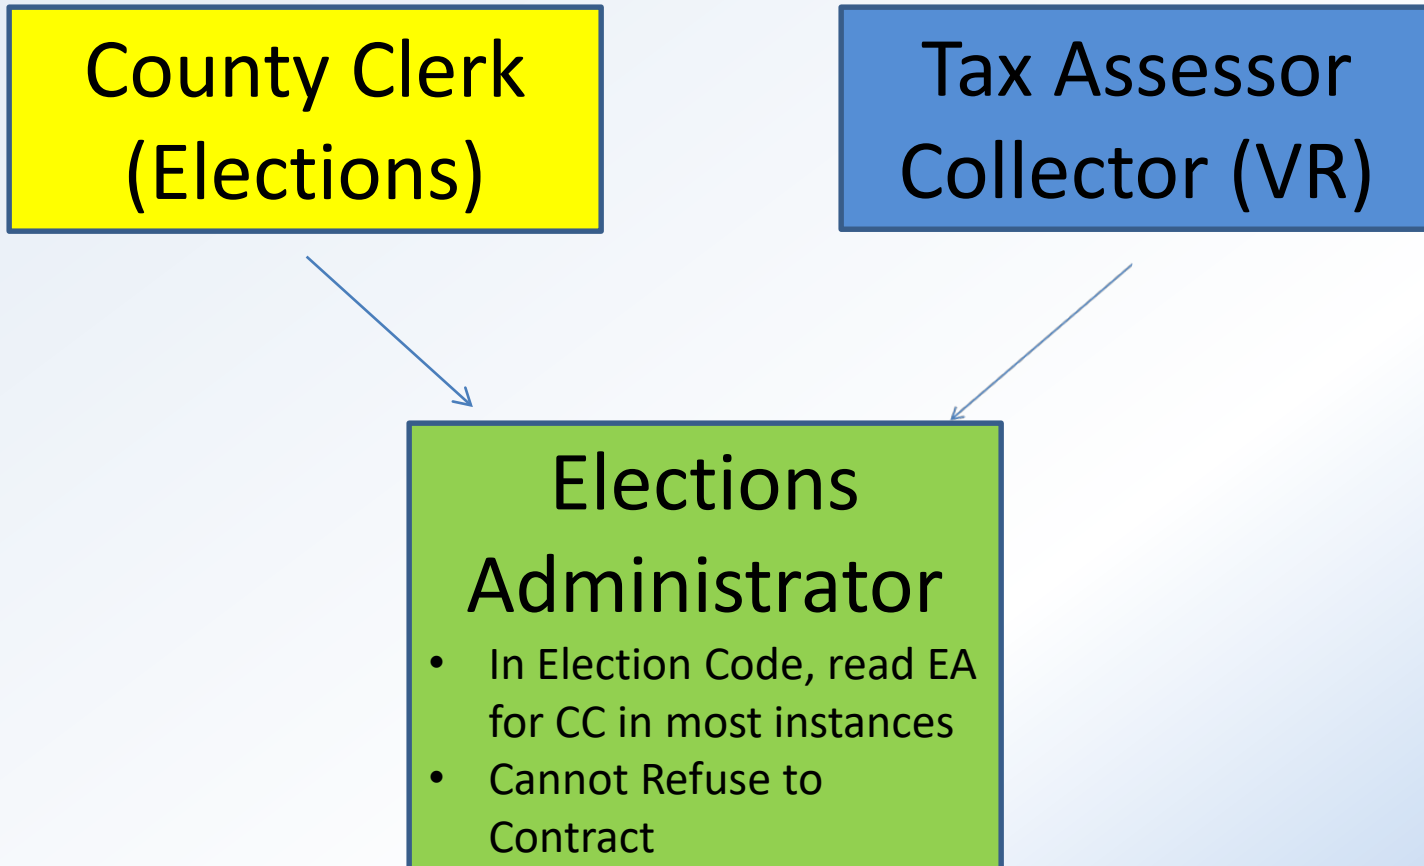 County Clerk
(Elections)
Tax Assessor
Collector (VR)
Elections
Administrator
• In Election Code, read EA
for CC in most instances
• Cannot Refuse to
Contract